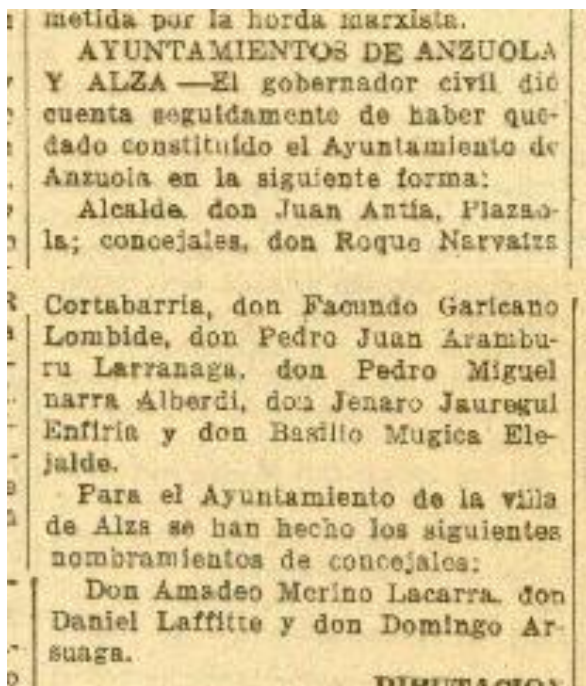 metida por la horda marxista.
AYUNTAMIENTOS DE ANZUOLA
Y ALZA —El gobernador civil dió
cuenta seguidamente de haber que-
dado constituído el Ayuntamiento de
Anzuola en la siguiente forma:
Alcalde, don Juan Antía, Plazao-
la; concejales, don Roque Narvaiza
Cortabarria, don Facundo Garicano
Lombide, don Pedro Juan Arambu-
ru Larranaga, don Pedro Miguel
narra Alberdi, don Jenaro Jauregui
Enfiria y don Basilio Mugica Ele-
jalde.
Para el Ayuntamiento de la villa
de Alza se han hecho los siguientes
nombramientos de concejales:
Don Amadeo Merino Lacarra, don
Daniel Laffitte y don Domingo Ar-
suaga.
DIPUTACION